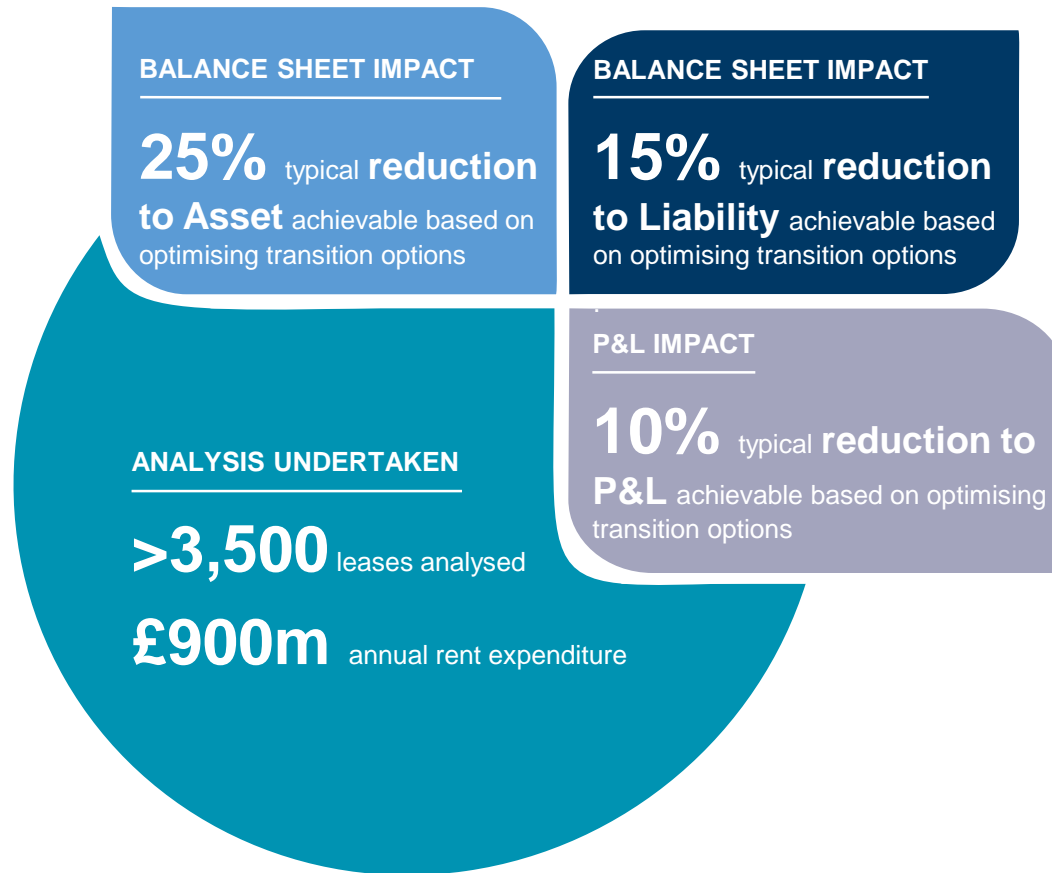 BALANCE SHEET IMPACT
25% typical reduction
to Asset achievable based on
optimising transition options
BALANCE SHEET IMPACT
15% typical reduction
to Liability achievable based
on optimising transition options
P&L IMPACT
10% typical reduction to
P&L achievable based on optimising
transition options
ANALYSIS UNDERTAKEN
>3,500 leases analysed
£900m annual rent expenditure